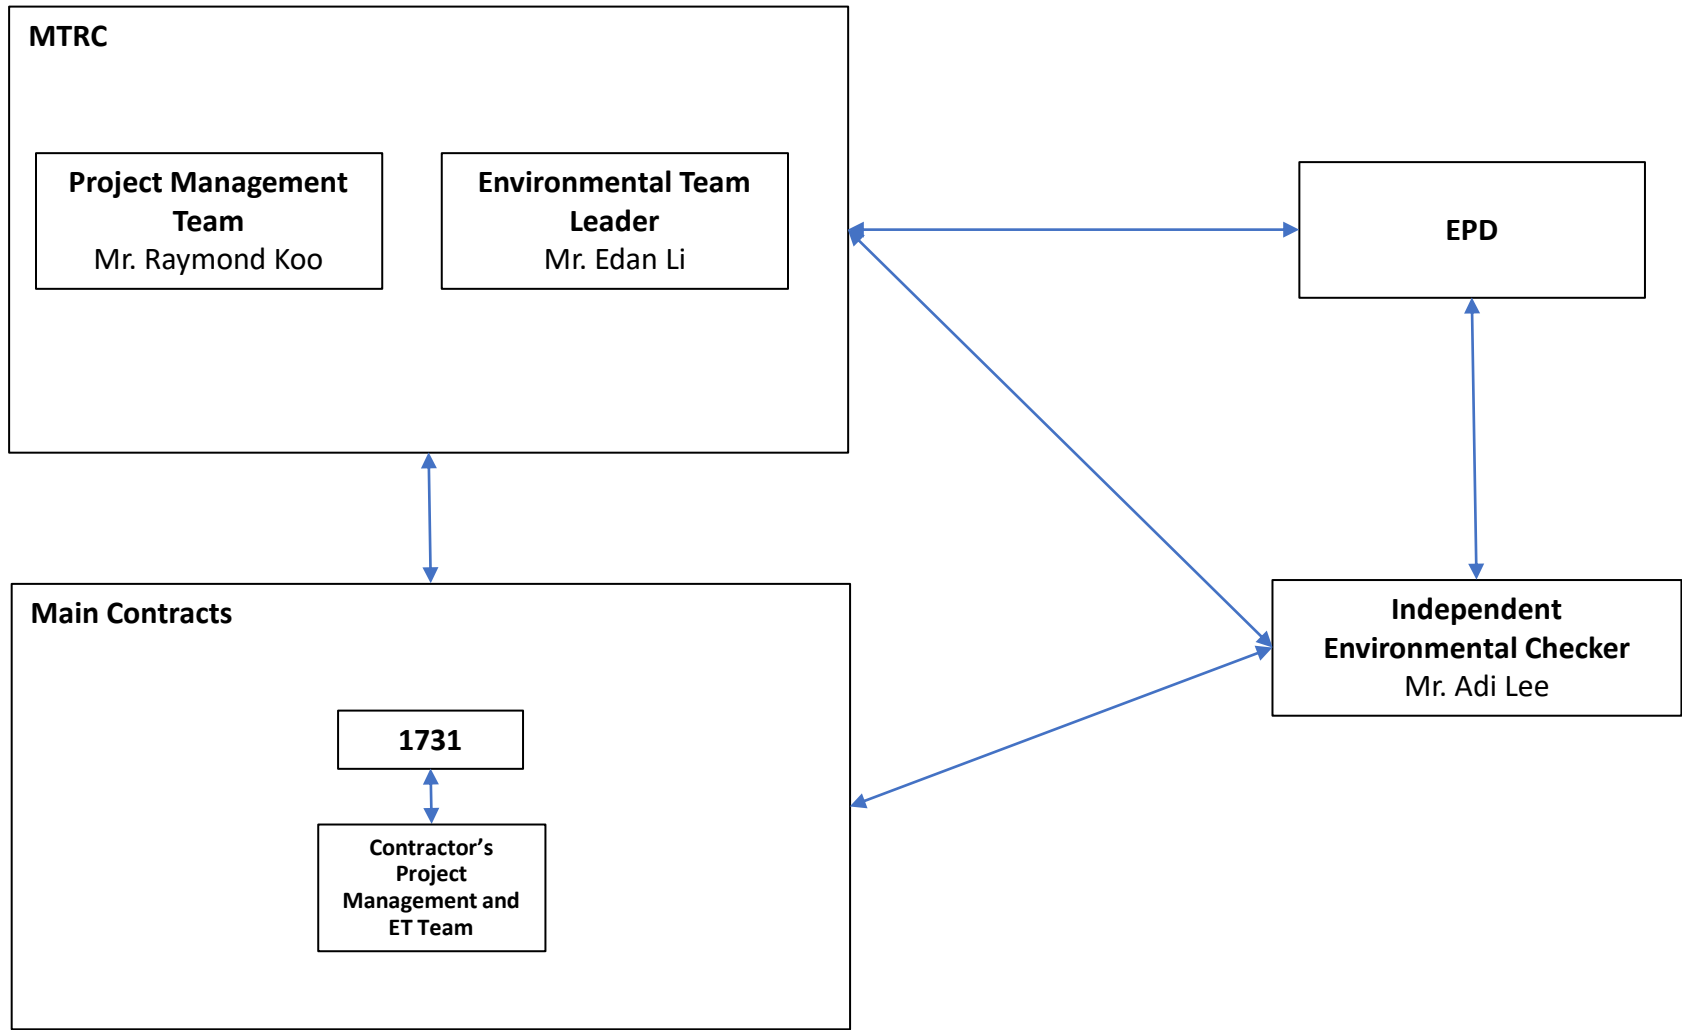 MTRC
Project Management
Team
Mr. Raymond Koo
Environmental Team
Leader
Mr. Edan Li
EPD
Main Contracts
1731
Contractor’s
Project
Management and
ET Team
Independent
Environmental Checker
Mr. Adi Lee